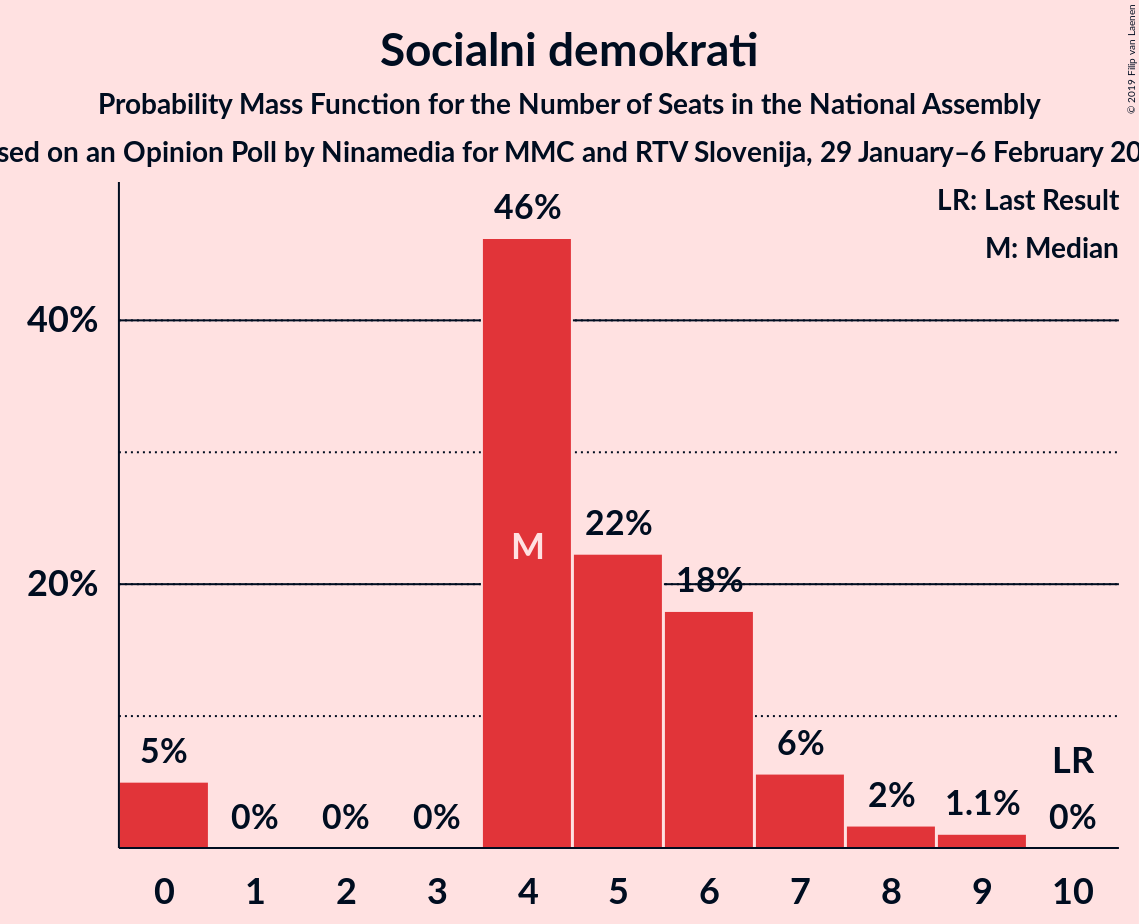 Socialni demokrati
Probability Mass Function for the Number of Seats in the National Assembly
sed on an Opinion Poll by Ninamedia for MMC and RTV Slovenija, 29 January–6 February 20
© 2019 Filip van Laenen
LR: Last Result
M: Median
46%
40%
22%
M
18%
20%
5%
0%
0%
0%
6%
2%
1.1%
LR
0%
0 1 2 3 4 5 6 7 8 9 10